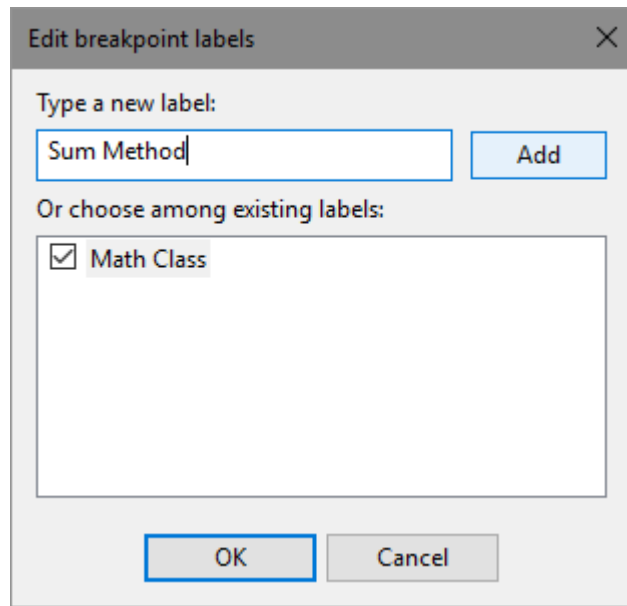 Edit breakpoint labels
Type a new label:
Sum Method
Add
Or choose among existing labels:
Math Class
OK
Cancel